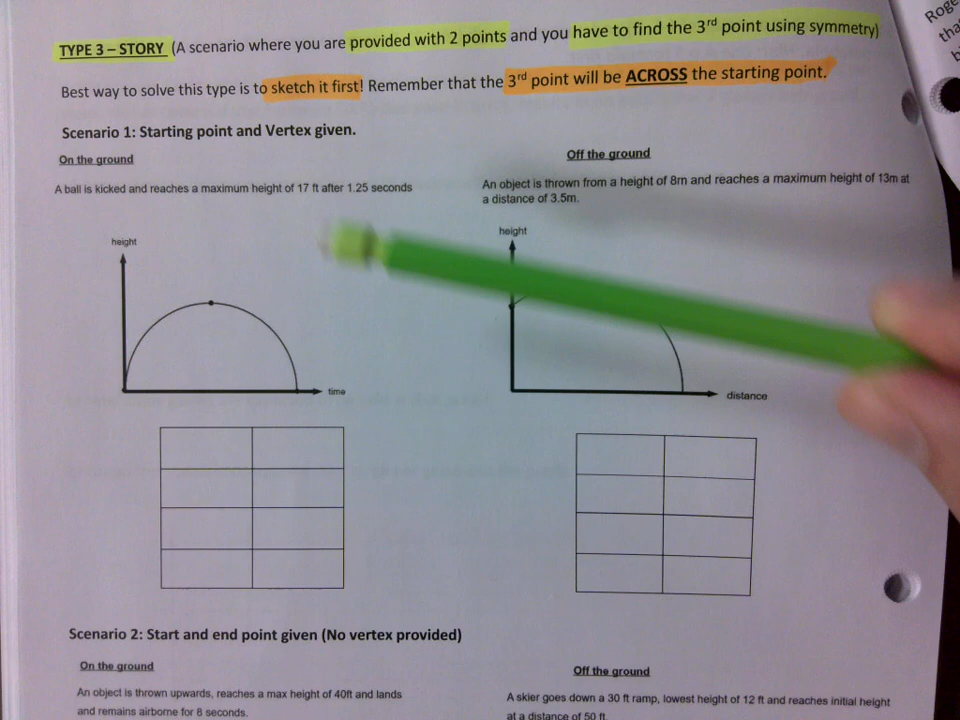 TYPE 3 – STORY (A scenario where you are provided with 2 points and you have to find the 3rd point using symmetry)
Best way to solve this type is to sketch it first! Remember that the 3rd point will be ACROSS the starting point.
Scenario 1: Starting point and Vertex given.
On the ground
A ball is kicked and reaches a maximum height of 17 ft after 1.25 seconds
height
time
Off the ground
An object is thrown from a height of 8m and reaches a maximum height of 13m at
a distance of 3.5m.
height
distance
Scenario 2: Start and end point given (No vertex provided)
On the ground
An object is thrown upwards, reaches a max height of 40ft and lands
and remains airborne for 8 seconds.
Off the ground
A skier goes down a 30 ft ramp, lowest height of 12 ft and reaches initial height
at a distance of 50 ft.